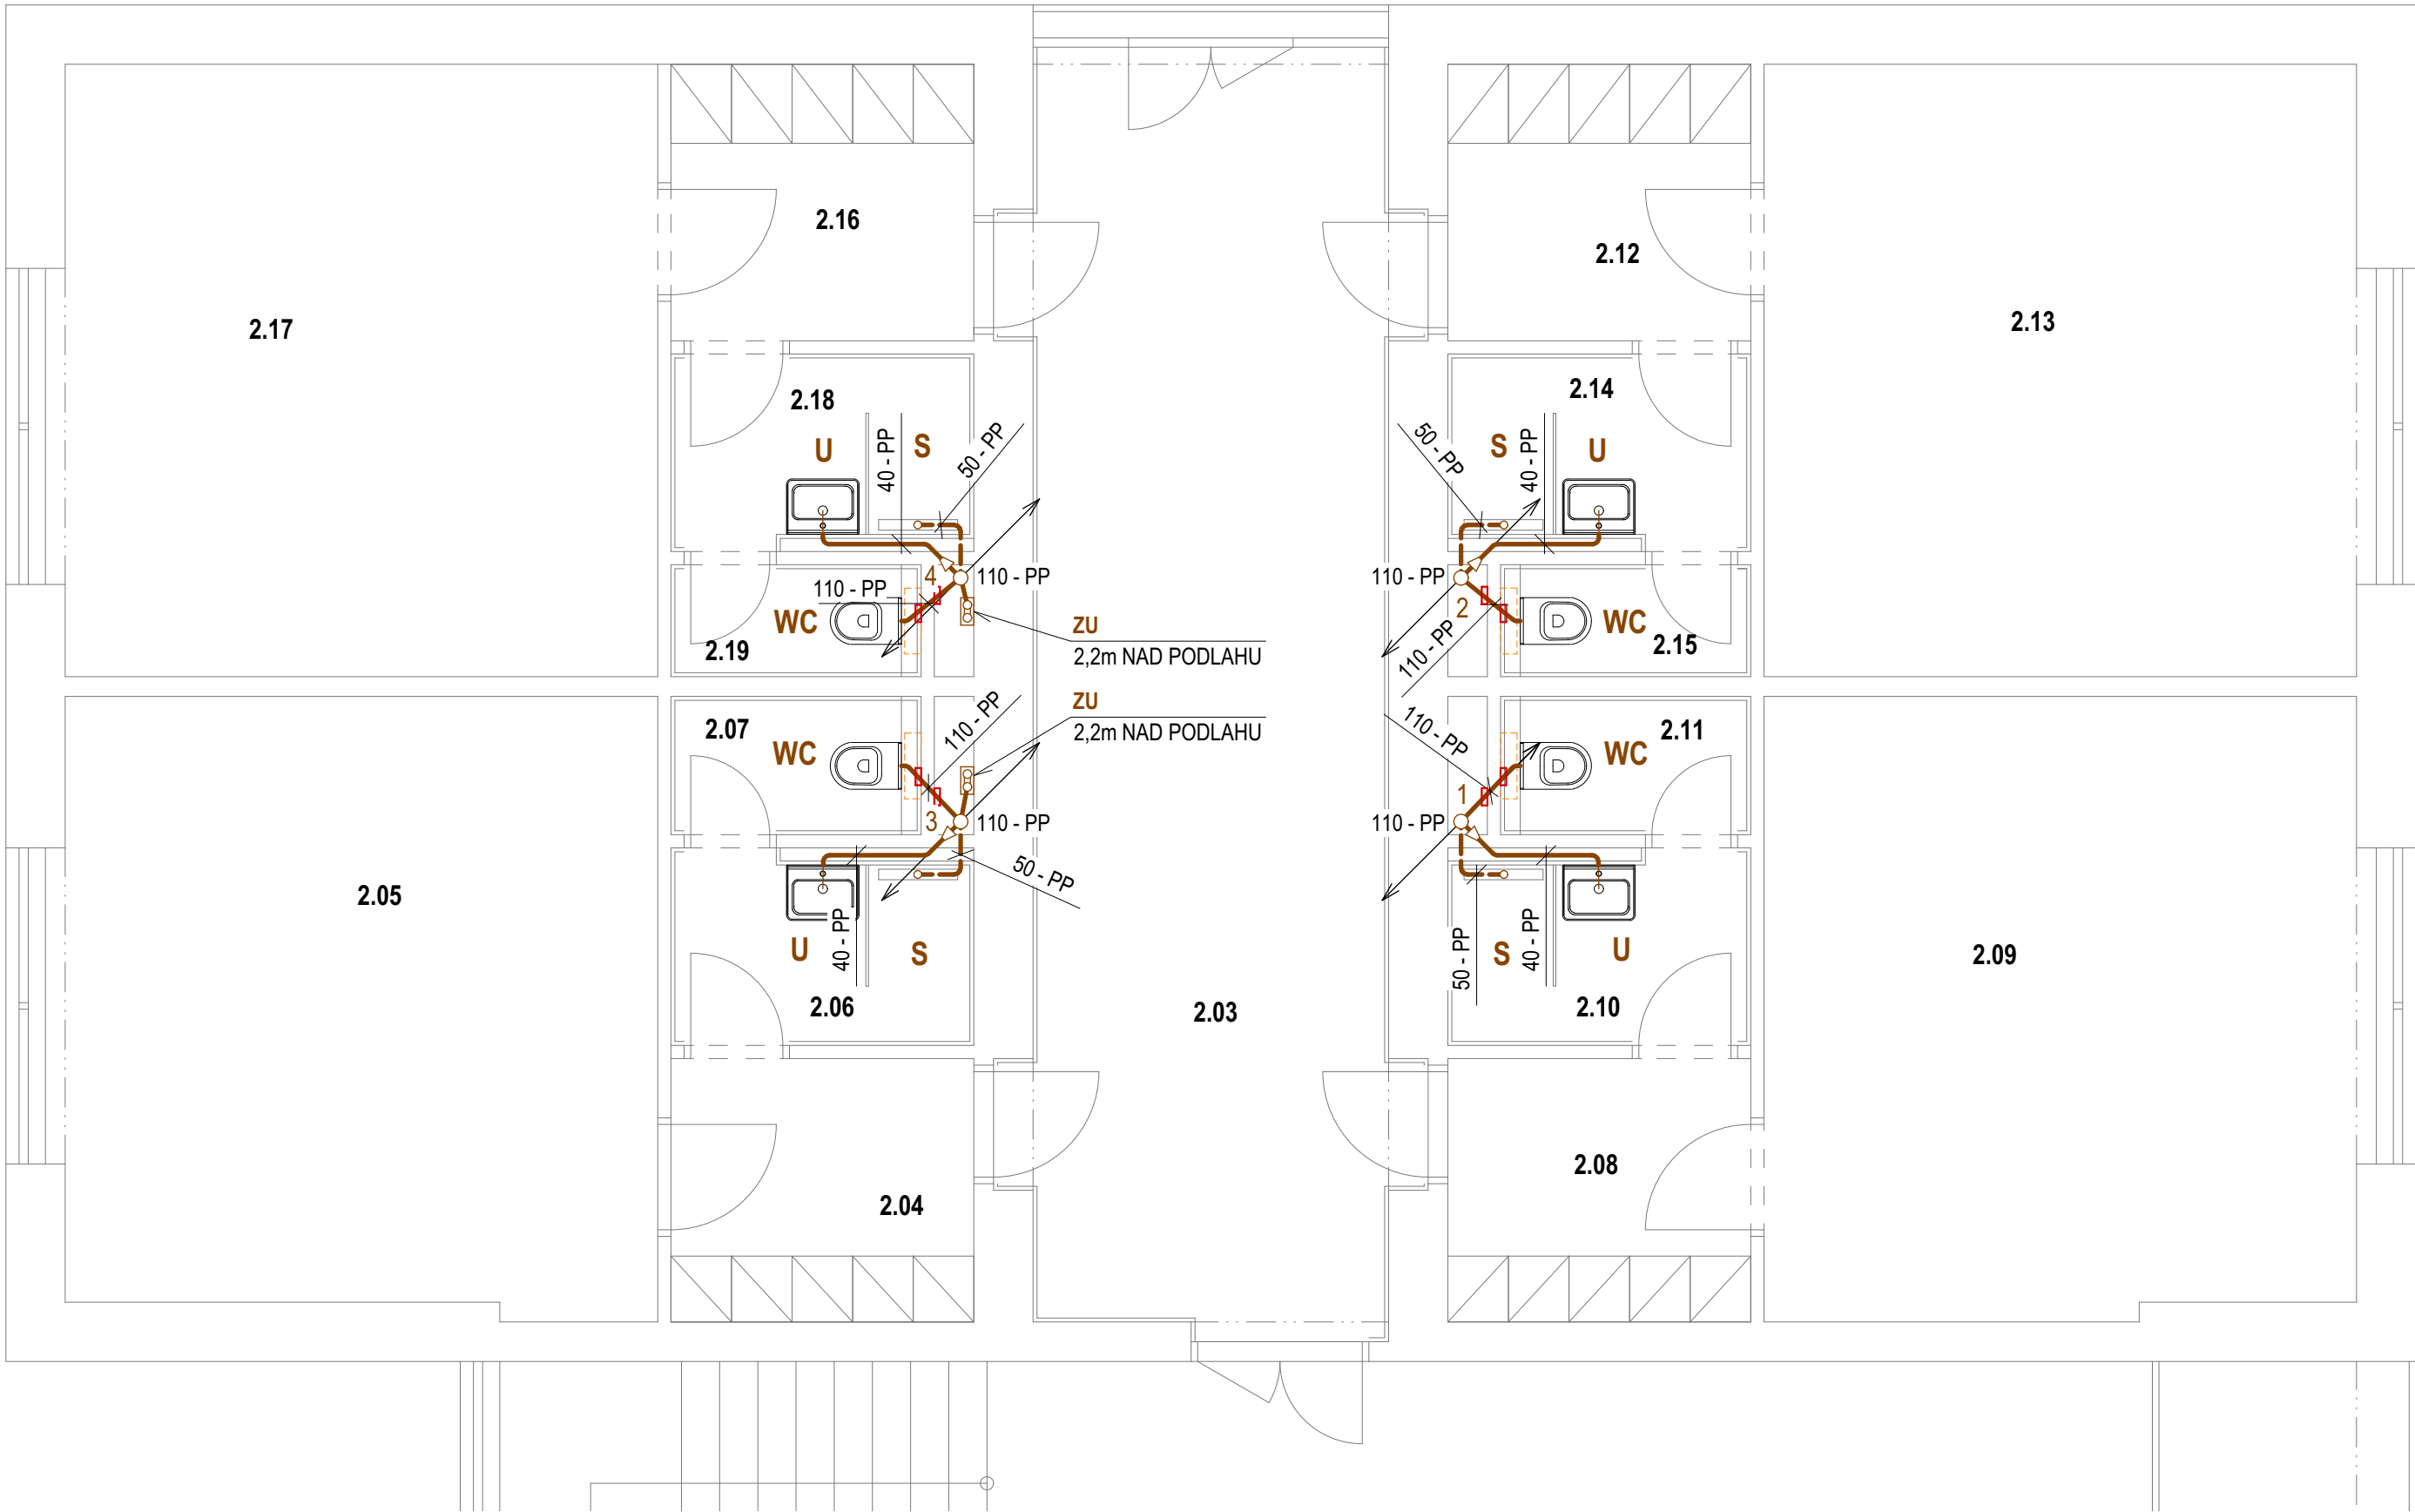 2.16
2.12
2.17
2.13
2.18
2.14
U
S
40 - PP
50 - PP
50 - PP
S
40 - PP
U
4
110 - PP
110 - PP
110 - PP
2
110 - PP
WC
WC
2.19
2.15
ZU
2,2m NAD PODLAHU
ZU
2,2m NAD PODLAHU
2.07
WC
110 - PP
110 - PP
WC
2.11
3
110 - PP
110 - PP
1
50 - PP
2.05
U
40 - PP
S
50 - PP
S
40 - PP
U
2.09
2.06
2.03
2.10
2.08
2.04